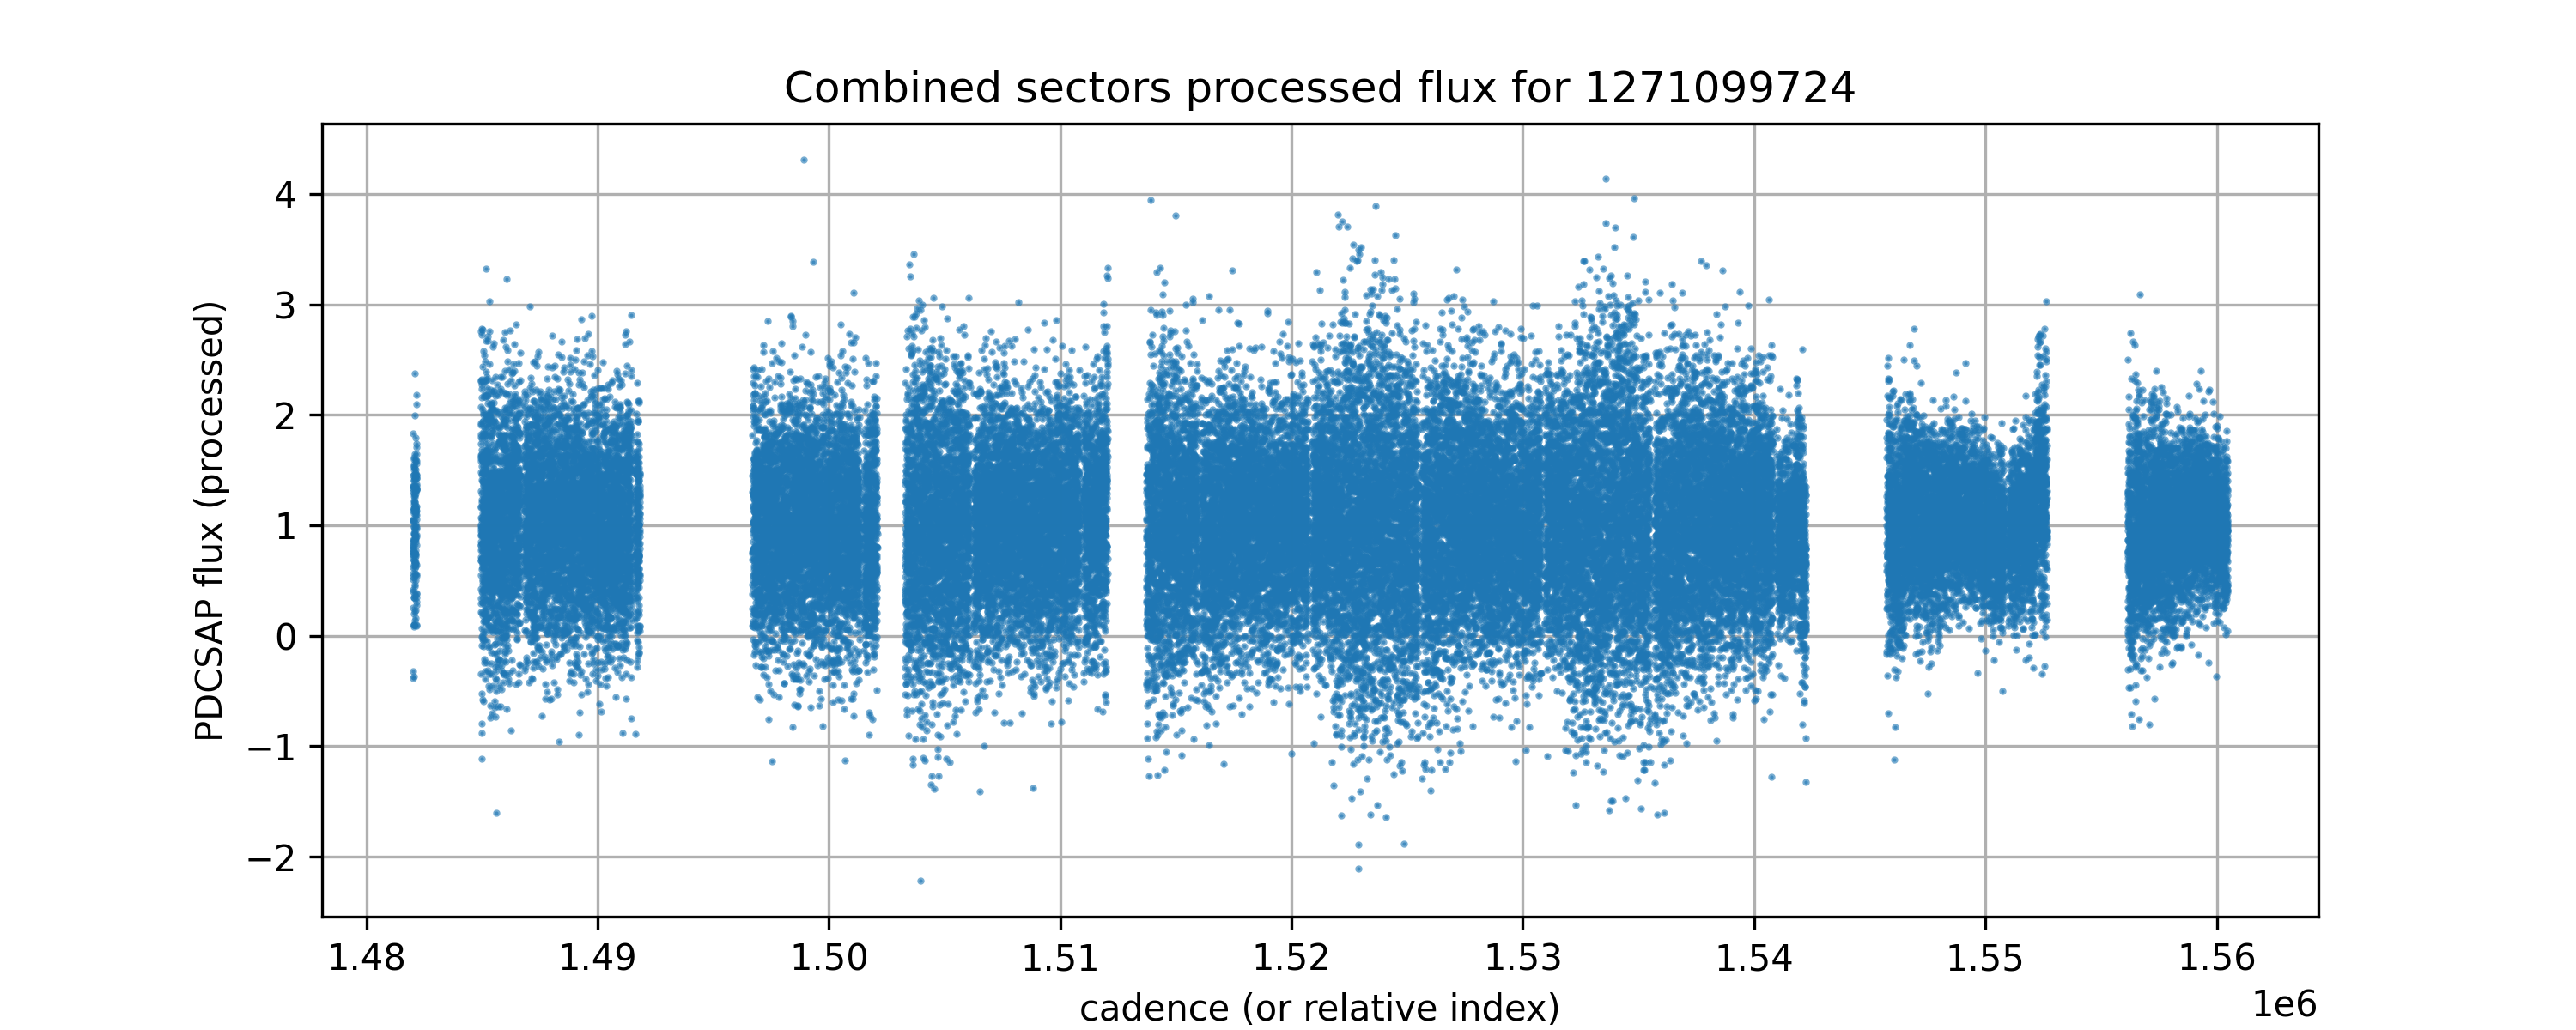 Combined sectors processed flux for 1271099724
PDCSAP flux (processed)
4
3
2
1
0
−1
−2
1.48 1.49 1.50 1.51 1.52 1.53 1.54 1.55 1.56
1e6
cadence (or relative index)